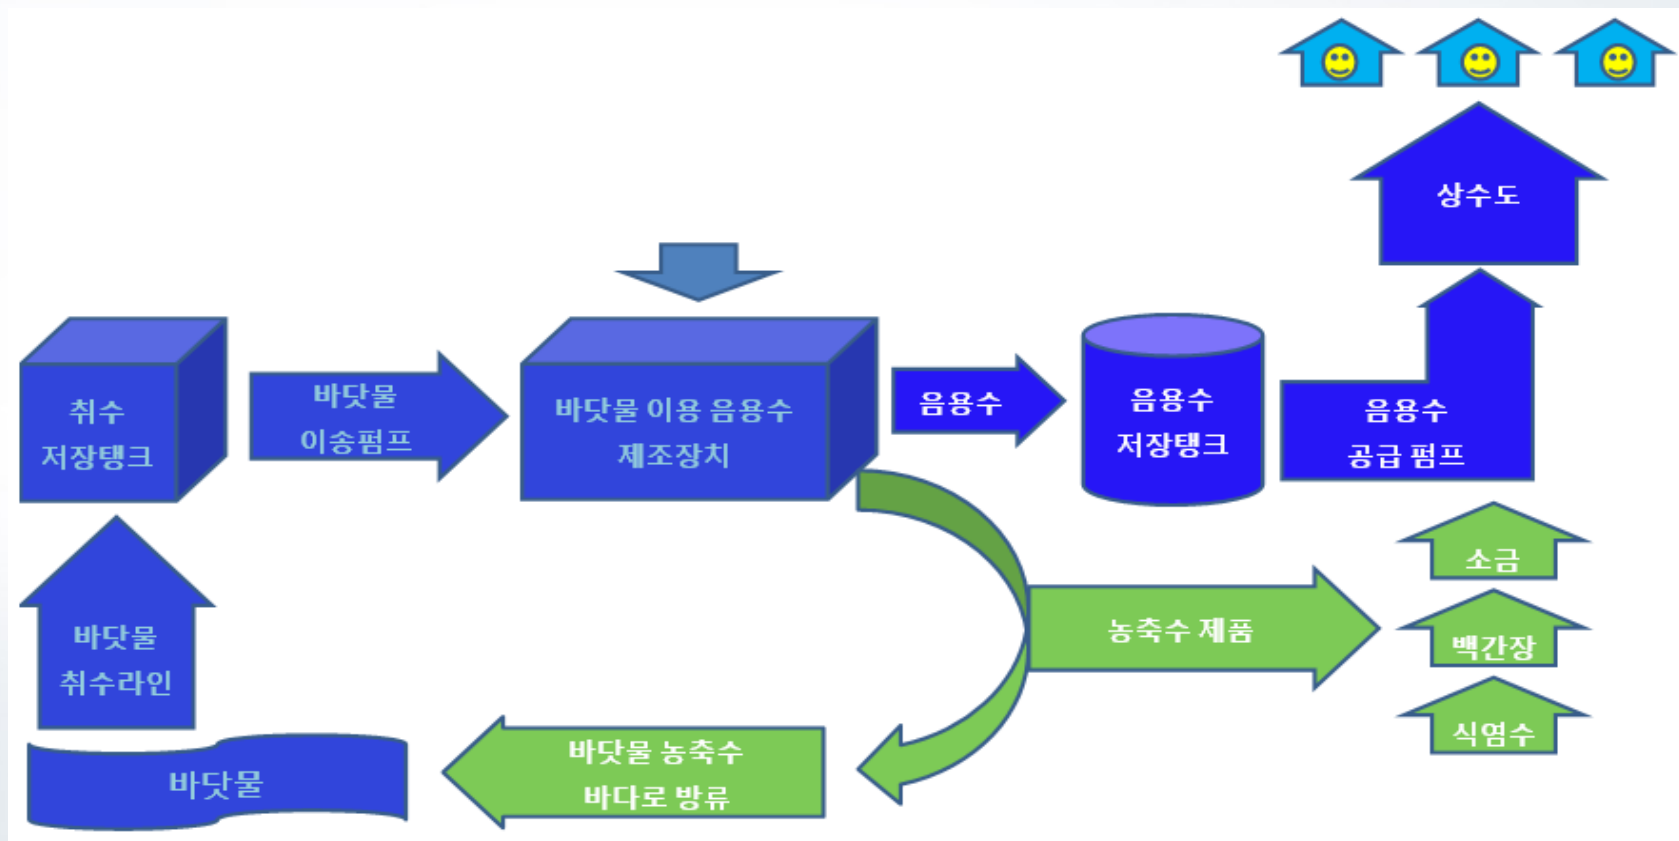 상수도
취수
저장탱크
바닷물
이송펌프
바닷물 이용 음용수
제조장치
음용수
음용수
저장탱크
음용수
공급 펌프
소금
농축수 제품
백간장
식염수
바닷물
취수라인
바닷물 농축수
바다로 방류
바닷물